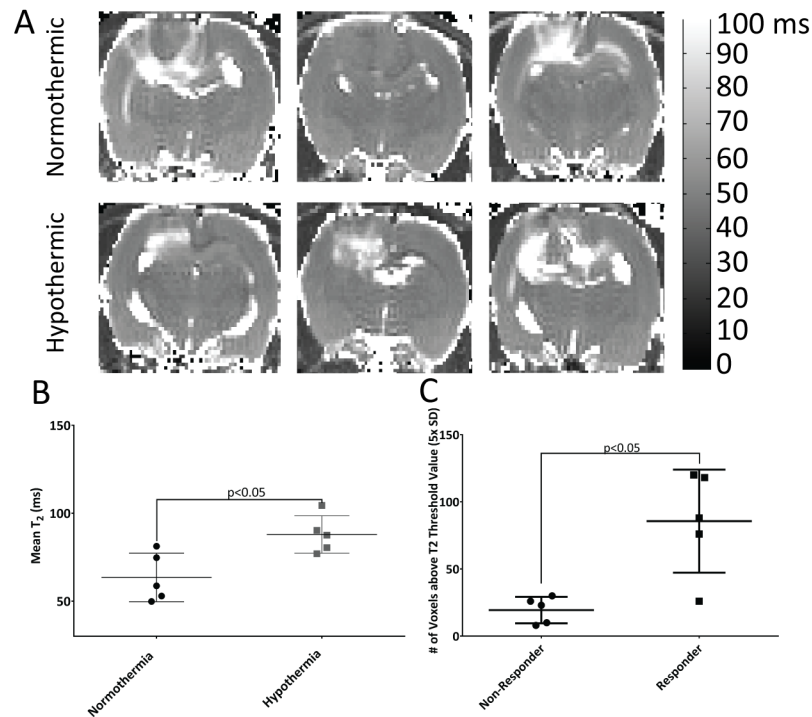 A
Normothermic
Hypothermic
100 ms
90
80
70
60
50
40
30
20
10
0
B
Mean T2 (ms)
150
100
50
p<0.05
Normothermia
Hypothermia
C
# of Voxels above T2 Threshold Value (5x SD)
150
100
50
0
p<0.05
Non-Responder
Responder